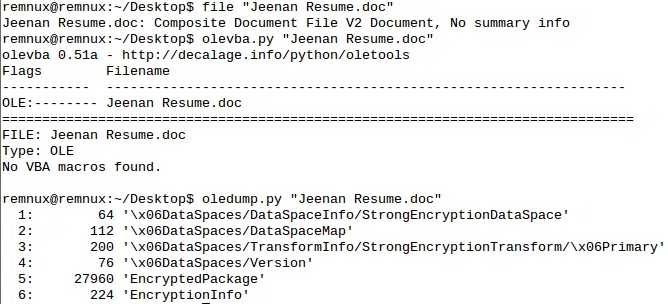 remnux@remnux:~/Desktop$ file "Jeenan Resume.doc"
Jeenan Resume.doc: Composite Document File V2 Document, No summary info
remnux@remnux:~/Desktop$ olevba.py "Jeenan Resume.doc"
olevba 0.51a - http://decalage.info/python/oletools
Flags        Filename
-----------  -----------------------------------------------------------------
OLE:-------- Jeenan Resume.doc
===============================================================================
FILE: Jeenan Resume.doc
Type: OLE
No VBA macros found.
remnux@remnux:~/Desktop$ oledump.py "Jeenan Resume.doc"
  1:        64 '\x06DataSpaces/DataSpaceInfo/StrongEncryptionDataSpace'
  2:       112 '\x06DataSpaces/DataSpaceMap'
  3:       200 '\x06DataSpaces/TransformInfo/StrongEncryptionTransform/\x06Primary'
  4:        76 '\x06DataSpaces/Version'
  5:     27960 'EncryptedPackage'
  6:       224 'EncryptionInfo'